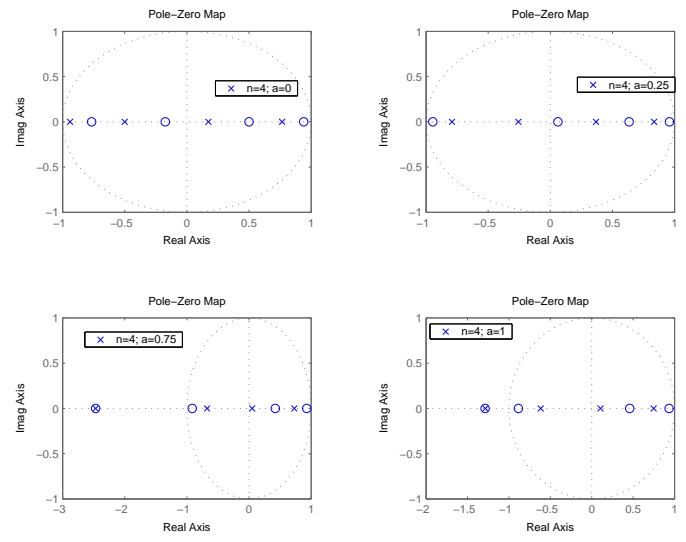 Pole−Zero Map
1
0.5
0
−0.5
−1
n=4; a=0
−1 −0.5 0 0.5 1
Imag Axis
Real Axis
Pole−Zero Map
1
0.5
0
−0.5
−1
n=4; a=0.25
−1 −0.5 0 0.5 1
Imag Axis
Real Axis
Pole−Zero Map
1
0.5
0
−0.5
−1
n=4; a=0.75
−3 −2 −1 0 1
Imag Axis
Real Axis
Pole−Zero Map
1
0.5
0
−0.5
−1
n=4; a=1
−2 −1.5 −1 −0.5 0 0.5 1
Imag Axis
Real Axis